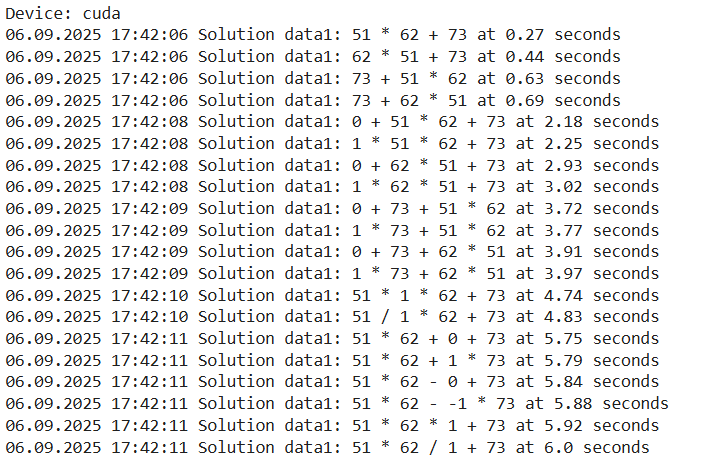 Device: cuda
06.09.2025 17:42:06 Solution data1: 51 * 62 + 73 at 0.27 seconds
06.09.2025 17:42:06 Solution data1: 62 * 51 + 73 at 0.44 seconds
06.09.2025 17:42:06 Solution data1: 73 + 51 * 62 at 0.63 seconds
06.09.2025 17:42:06 Solution data1: 73 + 62 * 51 at 0.69 seconds
06.09.2025 17:42:08 Solution data1: 0 + 51 * 62 + 73 at 2.18 seconds
06.09.2025 17:42:08 Solution data1: 1 * 51 * 62 + 73 at 2.25 seconds
06.09.2025 17:42:08 Solution data1: 0 + 62 * 51 + 73 at 2.93 seconds
06.09.2025 17:42:08 Solution data1: 1 * 62 * 51 + 73 at 3.02 seconds
06.09.2025 17:42:09 Solution data1: 0 + 73 + 51 * 62 at 3.72 seconds
06.09.2025 17:42:09 Solution data1: 1 * 73 + 51 * 62 at 3.77 seconds
06.09.2025 17:42:09 Solution data1: 0 + 73 + 62 * 51 at 3.91 seconds
06.09.2025 17:42:09 Solution data1: 1 * 73 + 62 * 51 at 3.97 seconds
06.09.2025 17:42:10 Solution data1: 51 * 1 * 62 + 73 at 4.74 seconds
06.09.2025 17:42:10 Solution data1: 51 / 1 * 62 + 73 at 4.83 seconds
06.09.2025 17:42:11 Solution data1: 51 * 62 + 0 + 73 at 5.75 seconds
06.09.2025 17:42:11 Solution data1: 51 * 62 + 1 * 73 at 5.79 seconds
06.09.2025 17:42:11 Solution data1: 51 * 62 - 0 + 73 at 5.84 seconds
06.09.2025 17:42:11 Solution data1: 51 * 62 - -1 * 73 at 5.88 seconds
06.09.2025 17:42:11 Solution data1: 51 * 62 * 1 + 73 at 5.92 seconds
06.09.2025 17:42:11 Solution data1: 51 * 62 / 1 + 73 at 6.0 seconds